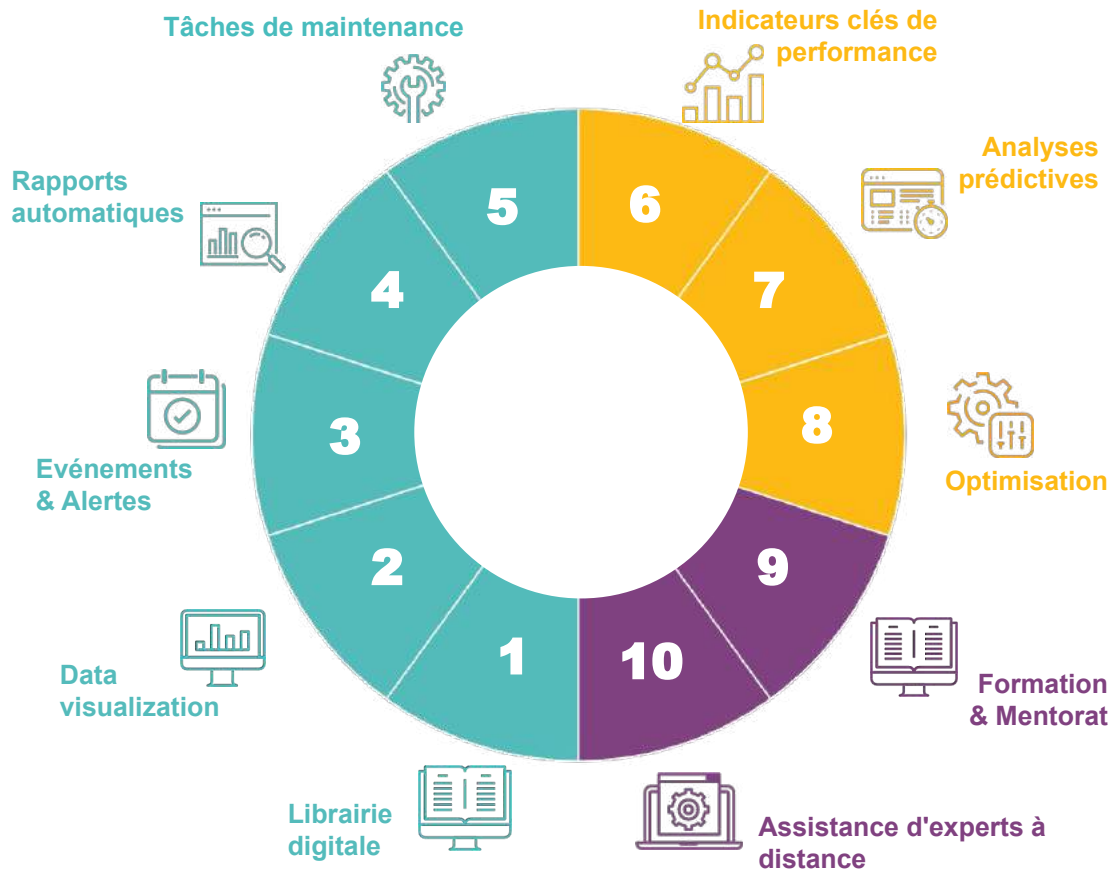 Tâches de maintenance
Indicateurs clés de
performance
Analyses
prédictives
Rapports
automatiques
5
6
4
7
3
8
Evénements
& Alertes
Optimisation
2
9
Data
visualization
1
10
Formation
& Mentorat
Librairie
digitale
Assistance d'experts à
distance